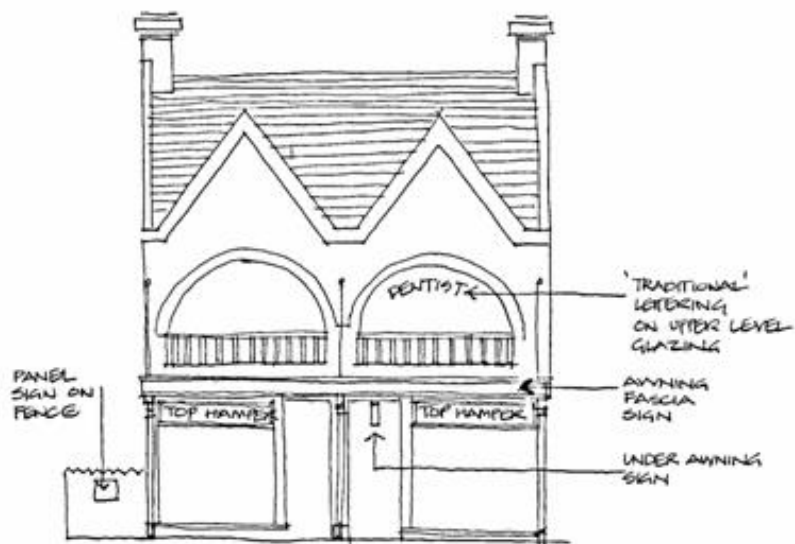 DENTIST
'TRADITIONAL'
LETTERING
ON UPPER LEVEL
GLAZING
PANEL
SIGN ON
FENCE
AWNING
FASCIA
SIGN
TOP HAMPER
TOP HAMPER
UNDER AWNING
SIGN